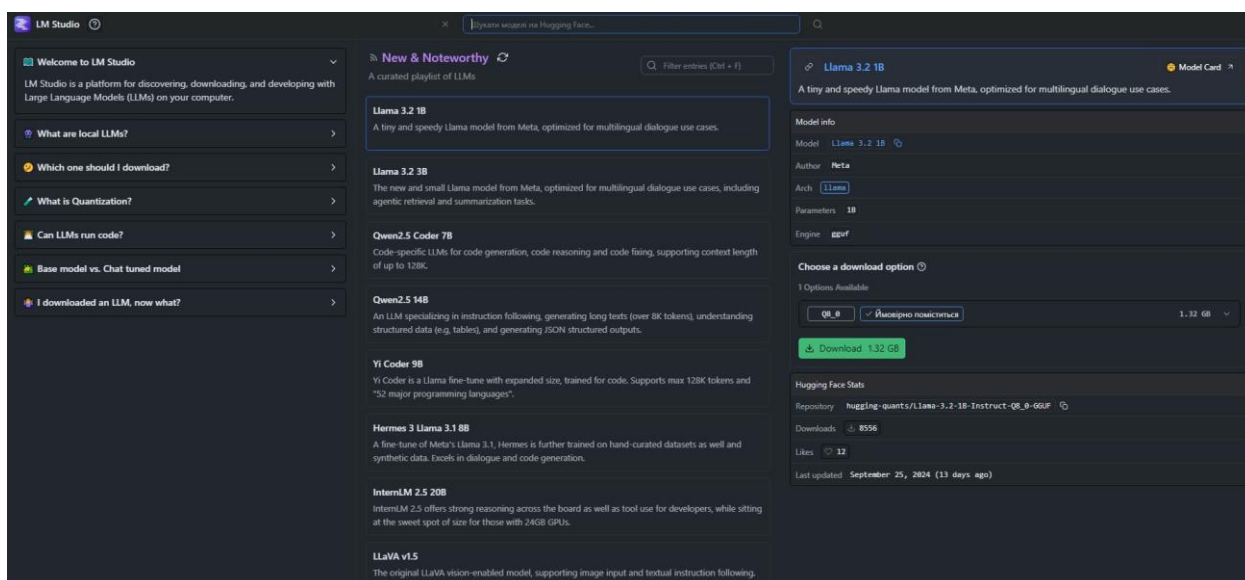 LM Studio
Шукати моделі на Hugging Face...
Welcome to LM Studio
LM Studio is a platform for discovering, downloading, and developing with
Large Language Models (LLMs) on your computer.
What are local LLMs?
Which one should I download?
What is Quantization?
Can LLMs run code?
Base model vs. Chat tuned model
I downloaded an LLM, now what?
New & Noteworthy
Filter entries (Ctrl + F)
A curated playlist of LLMs
Llama 3.2 1B
A tiny and speedy Llama model from Meta, optimized for multilingual dialogue use cases.
Llama 3.2 3B
The new and small Llama model from Meta, optimized for multilingual dialogue use cases, including
agentic retrieval and summarization tasks.
Qwen2.5 Coder 7B
Code-specific LLMs for code generation, code reasoning and code fixing, supporting context length
of up to 128K.
Qwen2.5 14B
An LLM specializing in instruction following, generating long texts (over 8K tokens), understanding
structured data (e.g, tables), and generating JSON structured outputs.
Yi Coder 9B
Yi Coder is a Llama fine-tune with expanded size, trained for code. Supports max 128K tokens and
"52 major programming languages".
Hermes 3 Llama 3.1 8B
A fine-tune of Meta's Llama 3.1, Hermes is further trained on hand-curated datasets as well and
synthetic data. Excels in dialogue and code generation.
InternLM 2.5 20B
InternLM 2.5 offers strong reasoning across the board as well as tool use for developers, while sitting
at the sweet spot of size for those with 24GB GPUs.
LLaVA v1.5
The original LLaVA vision-enabled model, supporting image input and textual instruction following,
Llama 3.2 1B
Model Card
A tiny and speedy Llama model from Meta, optimized for multilingual dialogue use cases.
Model info
Model Llama 3.2 1B
Author Meta
Arch llama
Parameters 1B
Engine gguf
Choose a download option
1 Options Available
Q8_0 Ймовірно поміститься 1.32 GB
Download 1.32 GB
Hugging Face Stats
Repository hugging-quants/Llama-3.2-1B-Instruct-Q8_0-GGUF
Downloads 8556
Likes 12
Last updated September 25, 2024 (13 days ago)